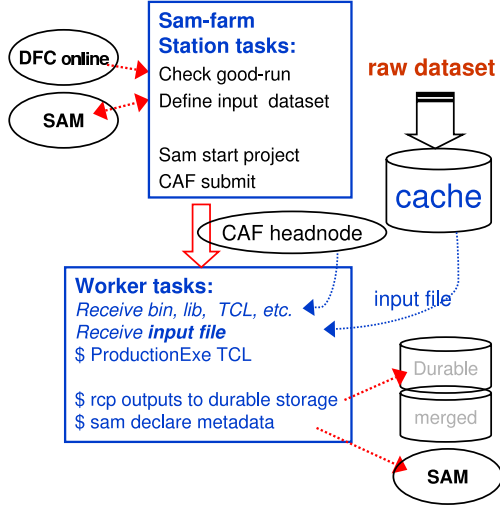 Sam-farm
Station tasks:
DFC online
Check good-run
SAM
Define input dataset
Sam start project
CAF submit
raw dataset
cache
CAF headnode
input file
Worker tasks:
Receive bin, lib, TCL, etc.
Receive input file
$ ProductionExe TCL
$ rcp outputs to durable storage
$ sam declare metadata
Durable
merged
SAM